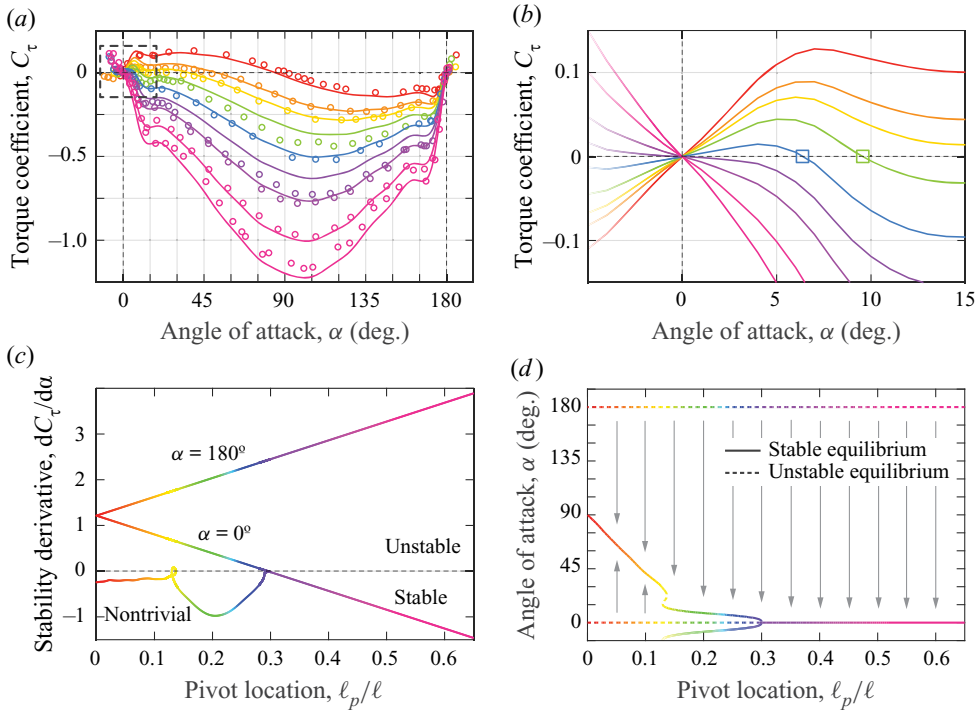 (a)
Torque coefficient, Cτ
0
−0.5
−1.0
0 45 90 135 180
Angle of attack, α (deg.)
(b)
Torque coefficient, Cτ
0.1
0
−0.1
0 5 10 15
Angle of attack, α (deg.)
(c)
Stability derivative, dCτ/dα
3
2
1
0
−1
α = 180º
α = 0º
Unstable
Stable
Nontrivial
0 0.1 0.2 0.3 0.4 0.5 0.6
Pivot location, ℓp/ℓ
(d)
Angle of attack, α (deg.)
180
135
90
45
0
Stable equilibrium
Unstable equilibrium
0 0.1 0.2 0.3 0.4 0.5 0.6
Pivot location, ℓp/ℓ